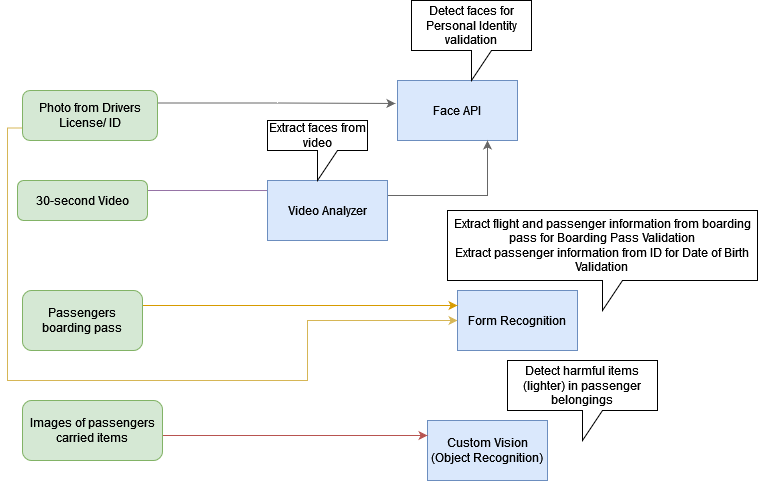 Detect faces for
Personal Identity
validation
Photo from Drivers
License/ ID
Face API
Extract faces from
video
30-second Video
Video Analyzer
Extract flight and passenger information from boarding
pass for Boarding Pass Validation
Extract passenger information from ID for Date of Birth
Validation
Passengers
boarding pass
Form Recognition
Detect harmful items
(lighter) in passenger
belongings
Images of passengers
carried items
Custom Vision
(Object Recognition)